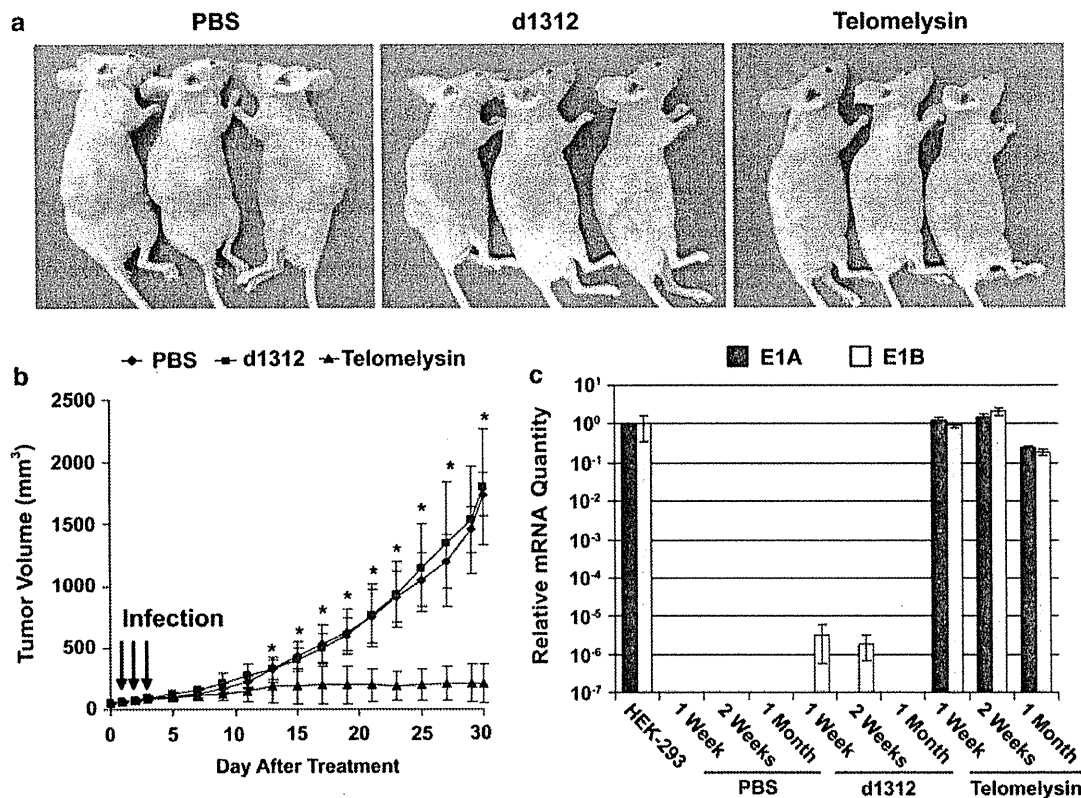 a
PBS
d1312
Telomelysin
b
PBS d1312 Telomelysin
2500
2000
1500
1000
500
0
Tumor Volume (mm³)
Infection
* * * * * * * * *
0 5 10 15 20 25 30
Day After Treatment
c
E1A E1B
10¹
10⁰
10⁻¹
10⁻²
10⁻³
10⁻⁴
10⁻⁵
10⁻⁶
10⁻⁷
Relative mRNA Quantity
HEK-293
1 Week
2 Weeks
1 Month
1 Week
2 Weeks
1 Month
1 Week
2 Weeks
1 Month
PBS
d1312
Telomelysin